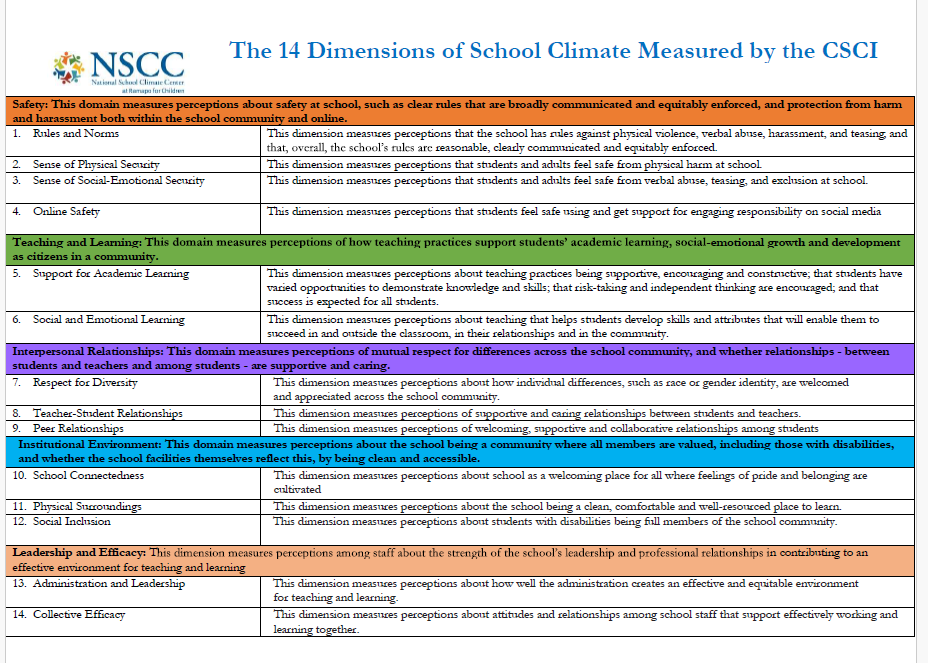 The 14 Dimensions of School Climate Measured by the CSCI
NSCC
National School Climate Center
at Ramapo for Children
Safety: This domain measures perceptions about safety at school, such as clear rules that are broadly communicated and equitably enforced, and protection from harm
and harassment both within the school community and online.
1. Rules and Norms
This dimension measures perceptions that the school has rules against physical violence, verbal abuse, harassment, and teasing; and
that, overall, the school's rules are reasonable, clearly communicated and equitably enforced.
2. Sense of Physical Security
This dimension measures perceptions that students and adults feel safe from physical harm at school.
3. Sense of Social-Emotional Security
This dimension measures perceptions that students and adults feel safe from verbal abuse, teasing, and exclusion at school.
4. Online Safety
This dimension measures perceptions that students feel safe using and get support for engaging responsibility on social media
Teaching and Learning: This domain measures perceptions of how teaching practices support students' academic learning, social-emotional growth and development
as citizens in a community.
5. Support for Academic Learning
This dimension measures perceptions about teaching practices being supportive, encouraging and constructive; that students have
varied opportunities to demonstrate knowledge and skills; that risk-taking and independent thinking are encouraged; and that
success is expected for all students.
6. Social and Emotional Learning
This dimension measures perceptions about teaching that helps students develop skills and attributes that will enable them to
succeed in and outside the classroom, in their relationships and in the community.
Interpersonal Relationships: This domain measures perceptions of mutual respect for differences across the school community, and whether relationships - between
students and teachers and among students - are supportive and caring.
7. Respect for Diversity
This dimension measures perceptions about how individual differences, such as race or gender identity, are welcomed
and appreciated across the school community.
8. Teacher-Student Relationships
This dimension measures perceptions of supportive and caring relationships between students and teachers.
9. Peer Relationships
This dimension measures perceptions of welcoming, supportive and collaborative relationships among students
Institutional Environment: This domain measures perceptions about the school being a community where all members are valued, including those with disabilities,
and whether the school facilities themselves reflect this, by being clean and accessible.
10. School Connectedness
This dimension measures perceptions about school as a welcoming place for all where feelings of pride and belonging are
cultivated
11. Physical Surroundings
This dimension measures perceptions about the school being a clean, comfortable and well-resourced place to learn.
12. Social Inclusion
This dimension measures perceptions about students with disabilities being full members of the school community.
Leadership and Efficacy: This dimension measures perceptions among staff about the strength of the school's leadership and professional relationships in contributing to an
effective environment for teaching and learning
13. Administration and Leadership
This dimension measures perceptions about how well the administration creates an effective and equitable environment
for teaching and learning.
14. Collective Efficacy
This dimension measures perceptions about attitudes and relationships among school staff that support effectively working and
learning together.